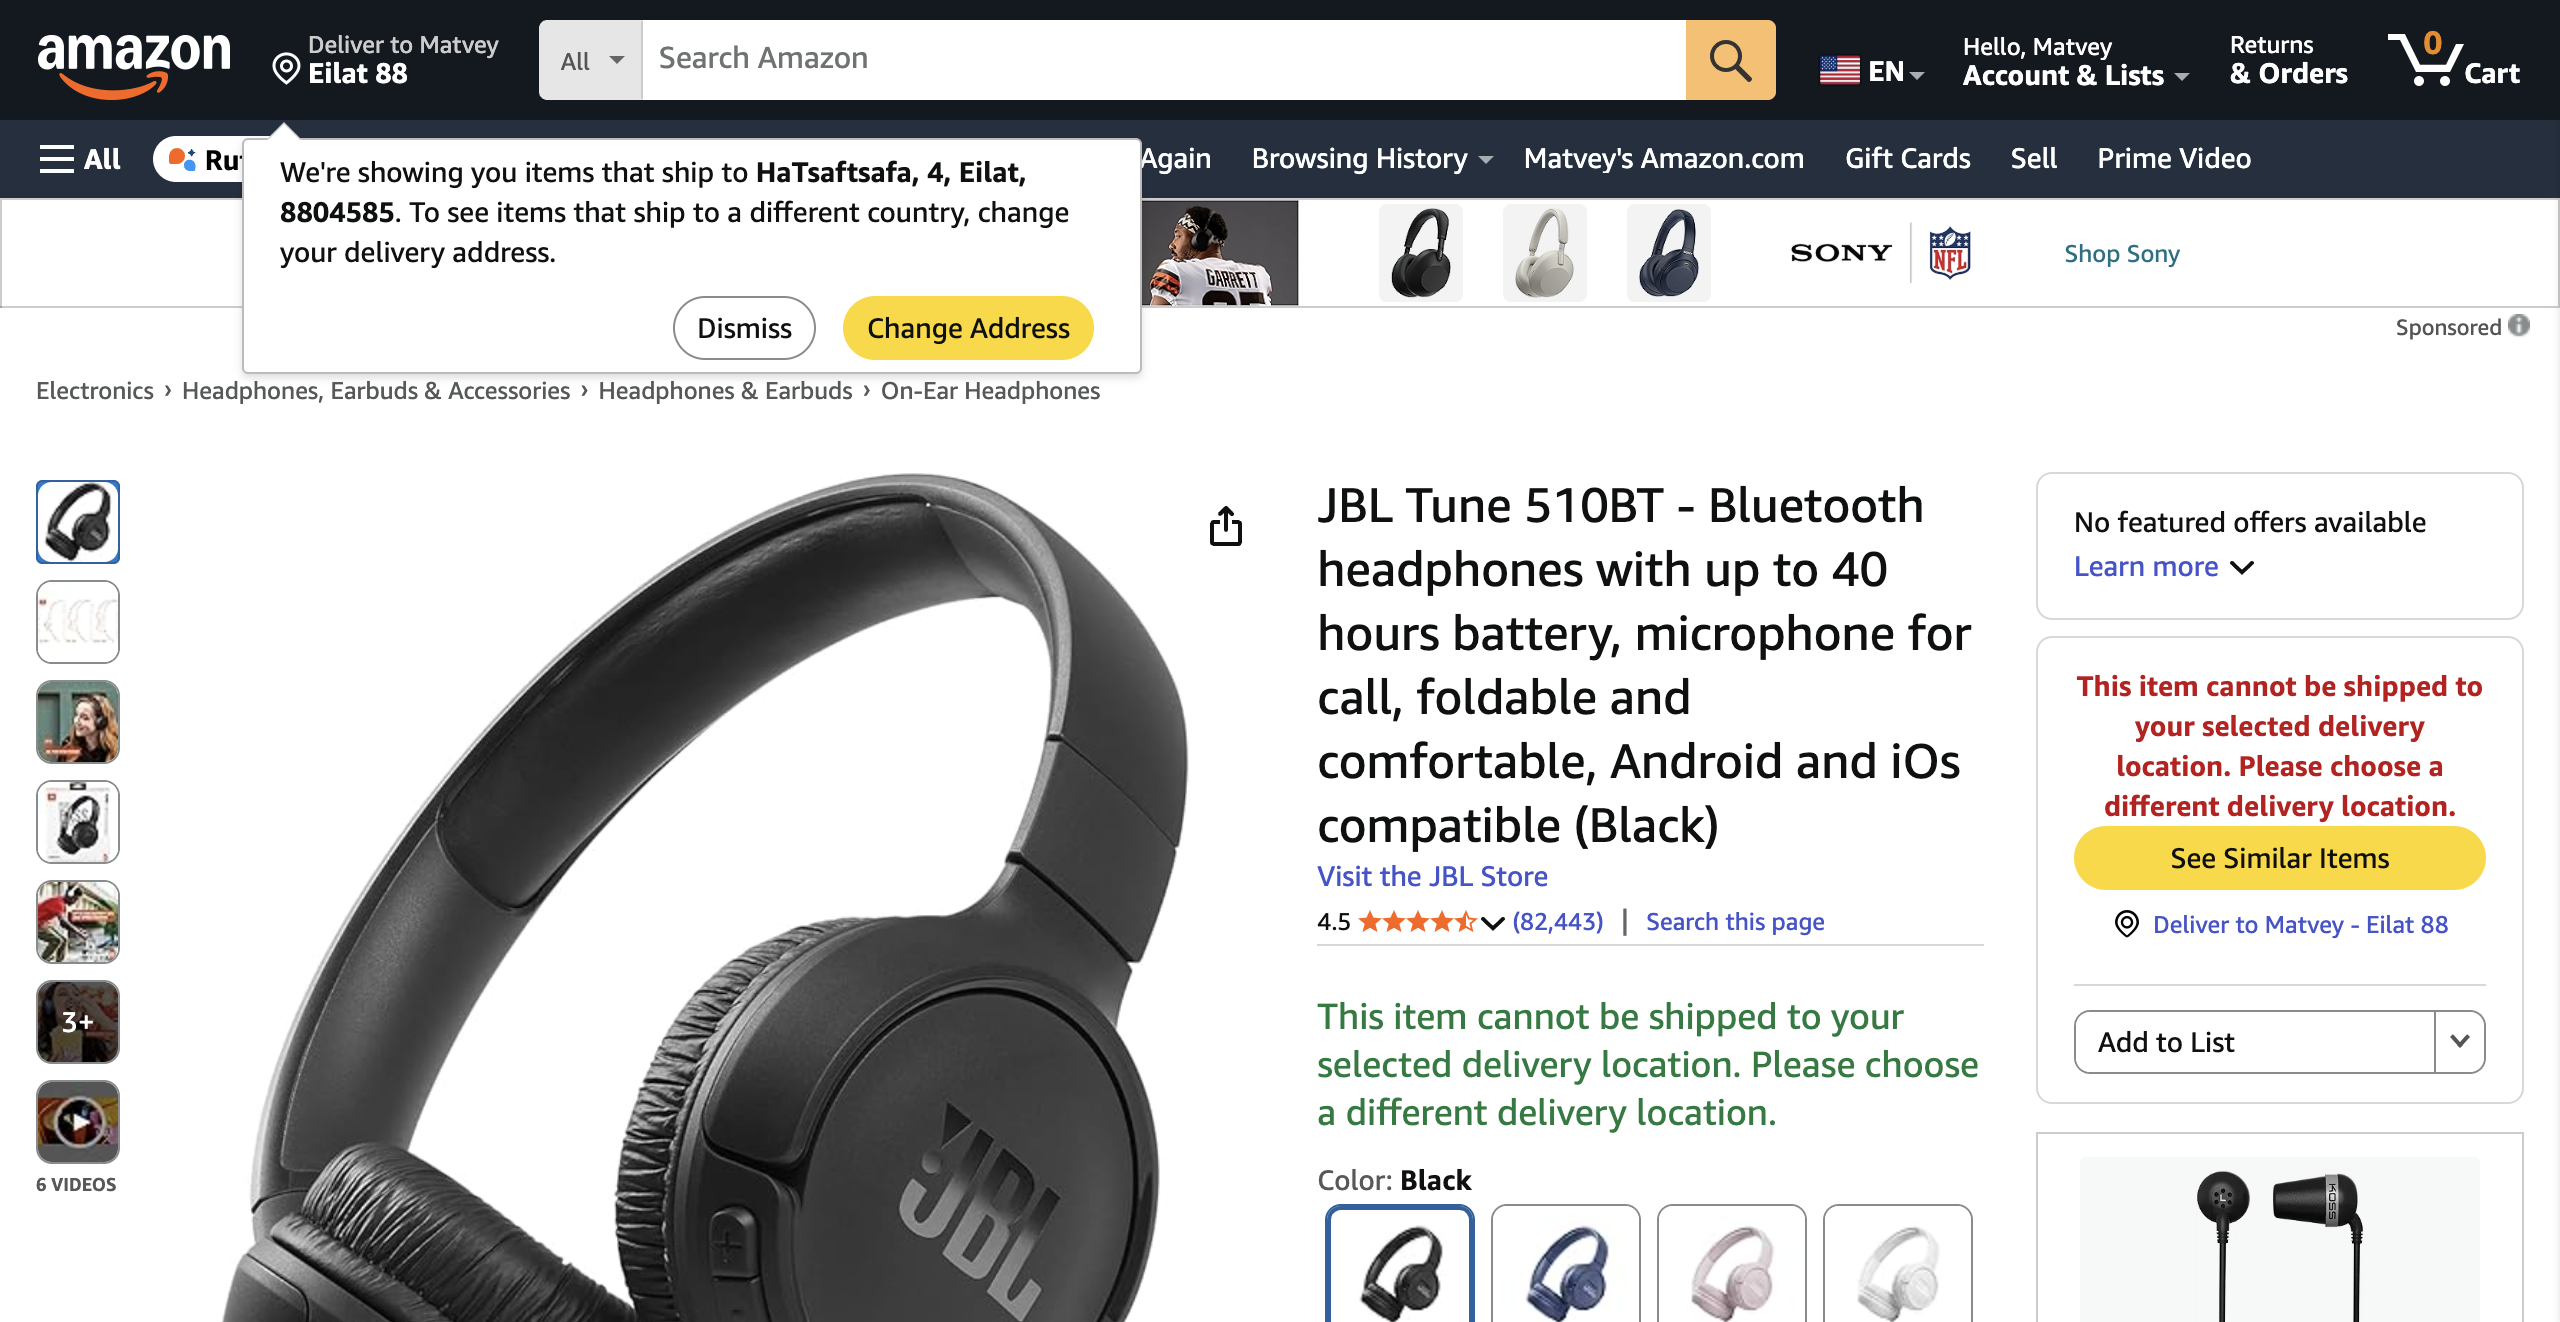 amazon
Deliver to Matvey
Eilat 88
All
Search Amazon
EN
Hello, Matvey
Account & Lists
Returns
& Orders
0
Cart
All
Again
Browsing History
Matvey's Amazon.com
Gift Cards
Sell
Prime Video
We're showing you items that ship to HaTsaftsafa, 4, Eilat,
8804585. To see items that ship to a different country, change
your delivery address.
Dismiss
Change Address
GARRETT
SONY
NFL
Shop Sony
Sponsored
Electronics › Headphones, Earbuds & Accessories › Headphones & Earbuds › On-Ear Headphones
3+
6 VIDEOS
JBL
JBL Tune 510BT - Bluetooth
headphones with up to 40
hours battery, microphone for
call, foldable and
comfortable, Android and iOs
compatible (Black)
Visit the JBL Store
4.5
(82,443)
| Search this page
This item cannot be shipped to your
selected delivery location. Please choose
a different delivery location.
Color: Black
No featured offers available
Learn more
This item cannot be shipped to
your selected delivery
location. Please choose a
different delivery location.
See Similar Items
Deliver to Matvey - Eilat 88
Add to List
L
KOSS